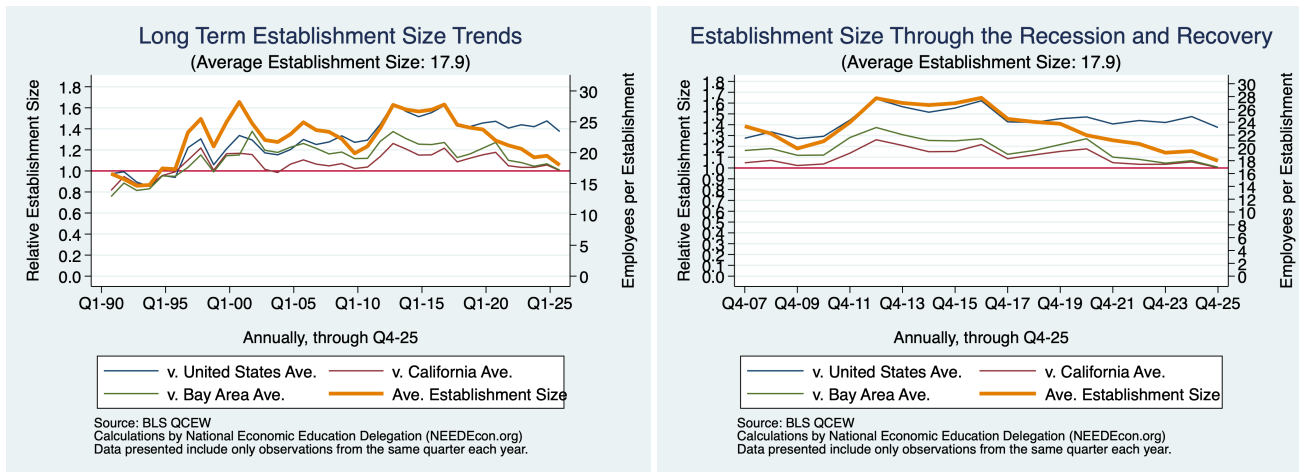 Long Term Establishment Size Trends
(Average Establishment Size: 17.9)
Relative Establishment Size
1.8
1.6
1.4
1.2
1.0
0.8
0.6
0.4
0.2
0.0
30
25
20
15
10
5
0
Employees per Establishment
Q1-90 Q1-95 Q1-00 Q1-05 Q1-10 Q1-15 Q1-20 Q1-25
Annually, through Q4-25
v. United States Ave. v. California Ave.
v. Bay Area Ave. Ave. Establishment Size
Source: BLS QCEW
Calculations by National Economic Education Delegation (NEEDEcon.org)
Data presented include only observations from the same quarter each year.
Establishment Size Through the Recession and Recovery
(Average Establishment Size: 17.9)
Relative Establishment Size
1.8
1.7
1.6
1.5
1.4
1.3
1.2
1.1
1.0
0.9
0.8
0.7
0.6
0.5
0.4
0.3
0.2
0.1
0.0
30
28
26
24
22
20
18
16
14
12
10
8
6
4
2
0
Employees per Establishment
Q4-07 Q4-09 Q4-11 Q4-13 Q4-15 Q4-17 Q4-19 Q4-21 Q4-23 Q4-25
Annually, through Q4-25
v. United States Ave. v. California Ave.
v. Bay Area Ave. Ave. Establishment Size
Source: BLS QCEW
Calculations by National Economic Education Delegation (NEEDEcon.org)
Data presented include only observations from the same quarter each year.